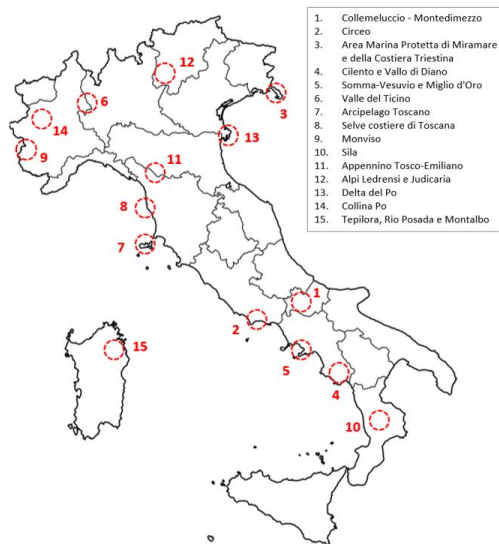 1. Collemeluccio - Montedimezzo
2. Circeo
3. Area Marina Protetta di Miramare
e della Costiera Triestina
4. Cilento e Vallo di Diano
5. Somma-Vesuvio e Miglio d'Oro
6. Valle del Ticino
7. Arcipelago Toscano
8. Selve costiere di Toscana
9. Monviso
10. Sila
11. Appennino Tosco-Emiliano
12. Alpi Ledrensi e Judicaria
13. Delta del Po
14. Collina Po
15. Tepilora, Rio Posada e Montalbo
12
6
3
14
13
9
11
8
7
1
2
15
5
4
10